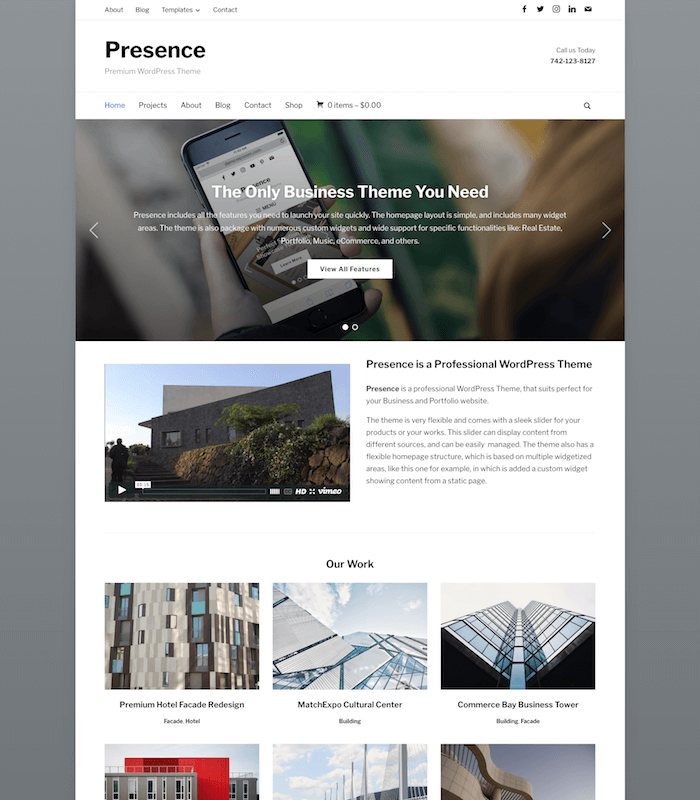 About Blog Templates Contact
Presence
Premium WordPress Theme
Call us Today
742-123-8127
Home Projects About Blog Contact Shop 0 items – $0.00
MENU
The Only Business Theme You Need
Presence includes all the features you need to launch your site quickly. The homepage layout is simple, and includes many widget
areas. The theme is also package with numerous custom widgets and wide support for specific functionalities like: Real Estate,
Portfolio, Music, eCommerce, and others.
Learn More
View All Features
Presence is a Professional WordPress Theme
Presence is a professional WordPress Theme, that suits perfect for
your Business and Portfolio website.
The theme is very flexible and comes with a sleek slider for your
products or your works. This slider can display content from
different sources, and can be easily managed. The theme also has a
flexible homepage structure, which is based on multiple widgetized
areas, like this one for example, in which is added a custom widget
showing content from a static page.
HD vimeo
Our Work
Premium Hotel Facade Redesign
Facade, Hotel
MatchExpo Cultural Center
Building
Commerce Bay Business Tower
Building, Facade